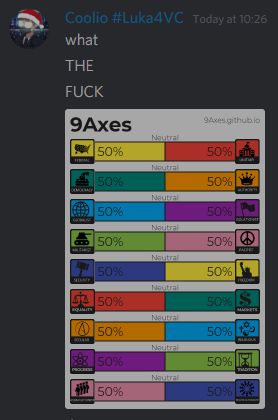 Coolio #Luka4VC Today at 10:26
what
THE
FUCK
9Axes 9Axes.github.io
Neutral
FEDERAL 50% 50% UNITARY
Neutral
DEMOCRACY 50% 50% AUTHORITY
Neutral
GLOBALIST 50% 50% ISOLATIONIST
Neutral
MILITARIST 50% 50% PACIFIST
Neutral
SECURITY 50% 50% FREEDOM
Neutral
EQUALITY 50% 50% MARKETS
Neutral
SECULAR 50% 50% RELIGIOUS
Neutral
PROGRESS 50% 50% TRADITION
Neutral
50% 50%